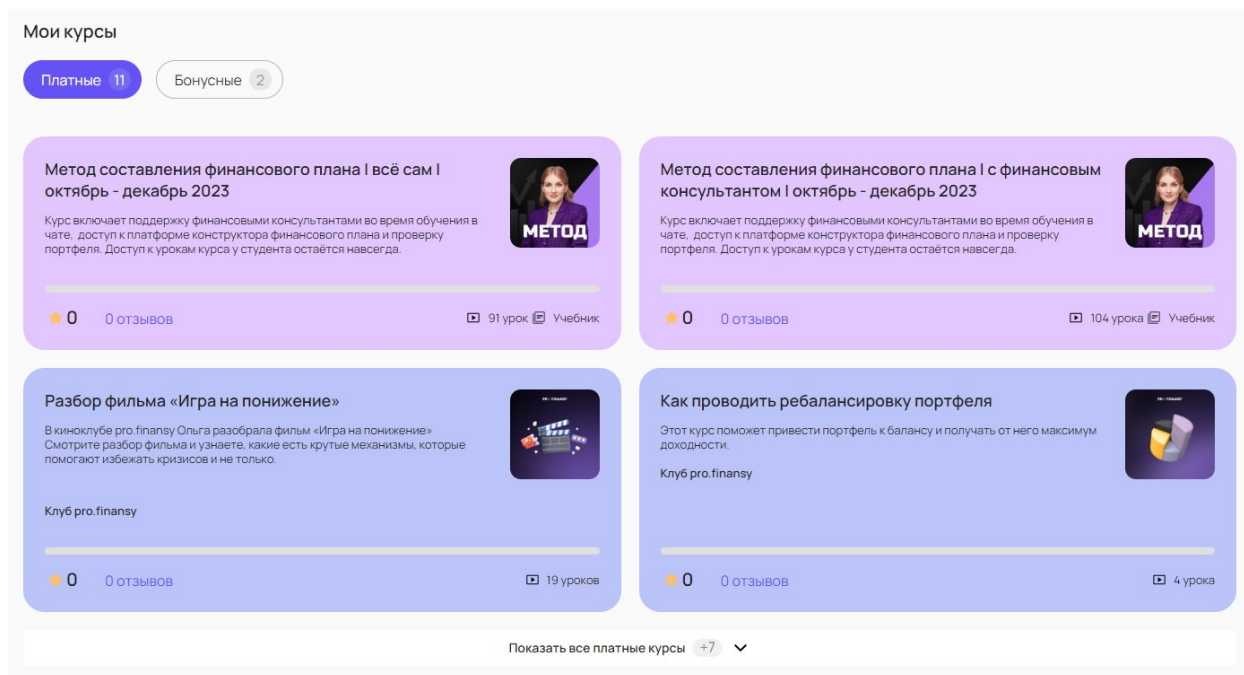 Мои курсы
Платные 11
Бонусные 2
Метод составления финансового плана | всё сам |
октябрь - декабрь 2023
Курс включает поддержку финансовыми консультантами во время обучения в
чате, доступ к платформе конструктора финансового плана и проверку
портфеля. Доступ к урокам курса у студента остаётся навсегда.
МЕТОД
0 0 отзывов 91 урок Учебник
Метод составления финансового плана | с финансовым
консультантом | октябрь - декабрь 2023
Курс включает поддержку финансовыми консультантами во время обучения в
чате, доступ к платформе конструктора финансового плана и проверку
портфеля. Доступ к урокам курса у студента остаётся навсегда.
МЕТОД
0 0 отзывов 104 урока Учебник
Разбор фильма «Игра на понижение»
В киноклубе pro.finansy Ольга разобрала фильм «Игра на понижение»
Смотрите разбор фильма и узнаете, какие есть крутые механизмы, которые
помогают избежать кризисов и не только.
Клуб pro.finansy
0 0 отзывов 19 уроков
Как проводить ребалансировку портфеля
Этот курс поможет привести портфель к балансу и получать от него максимум
доходности.
Клуб pro.finansy
0 0 отзывов 4 урока
Показать все платные курсы +7